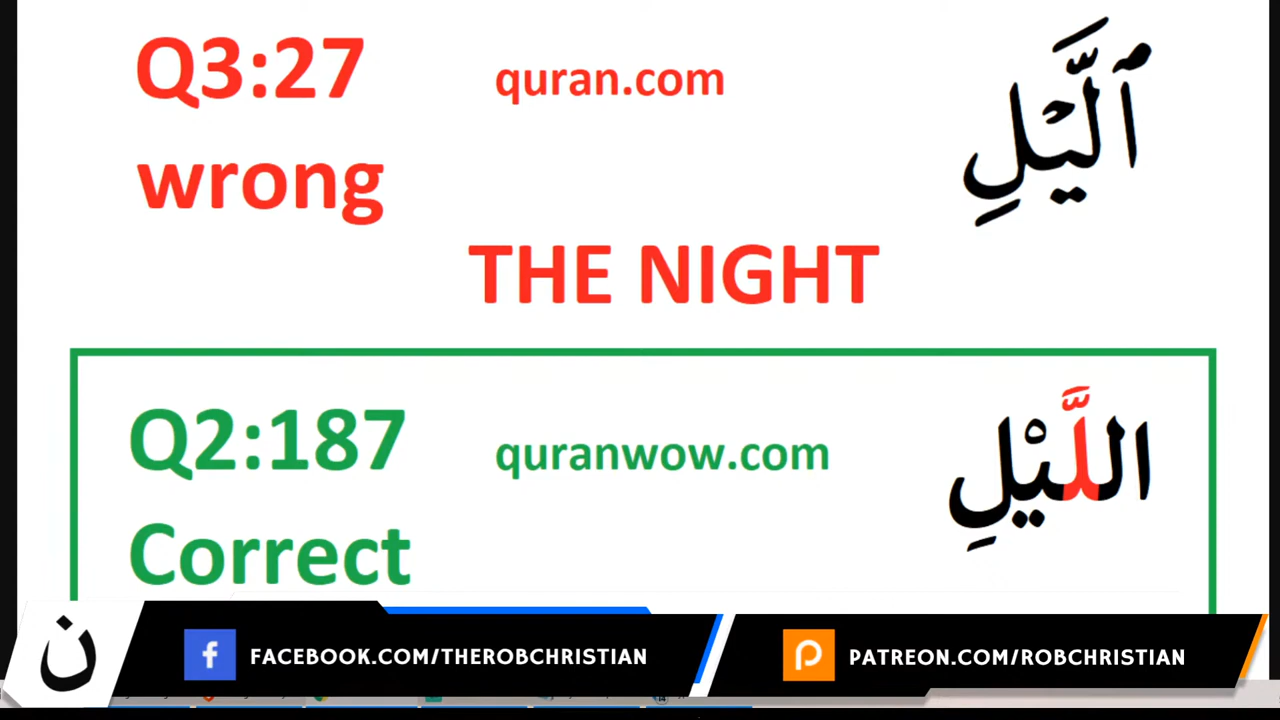 Q3:27 quran.com ٱلَّيْلِ
wrong
THE NIGHT
Q2:187 quranwow.com اللَّيْلِ
Correct
ن
FACEBOOK.COM/THEROBCHRISTIAN
PATREON.COM/ROBCHRISTIAN